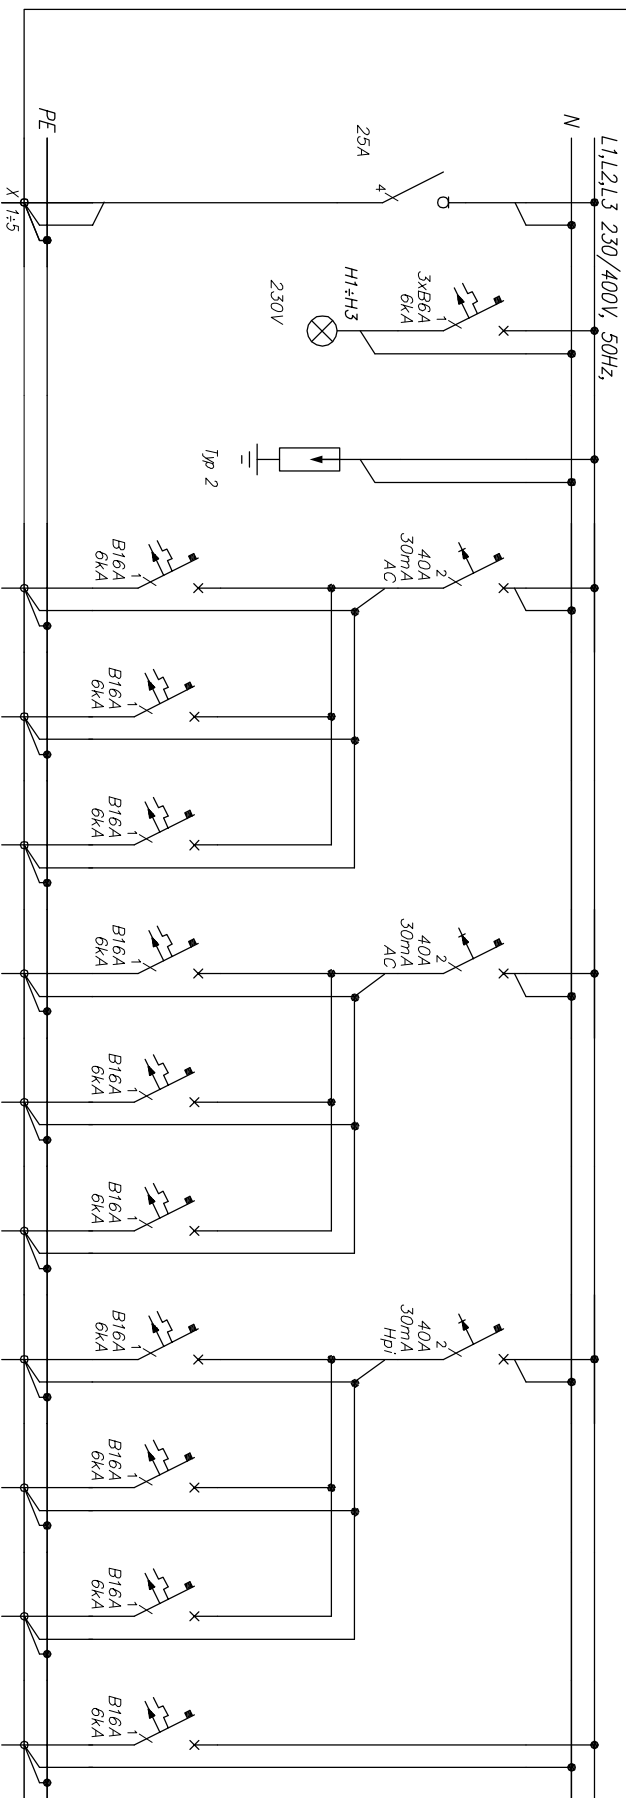 L1,L2,L3 230/400V, 50Hz,
N
PE
25A
4
X 1÷5
3xB6A
6kA
1
H1÷H3
230V
Typ 2
40A
30mA
AC
2
B16A
6kA
1
B16A
6kA
1
B16A
6kA
1
40A
30mA
AC
2
B16A
6kA
1
B16A
6kA
1
B16A
6kA
1
40A
30mA
Hpi
2
B16A
6kA
1
B16A
6kA
1
B16A
6kA
1
B16A
6kA
1